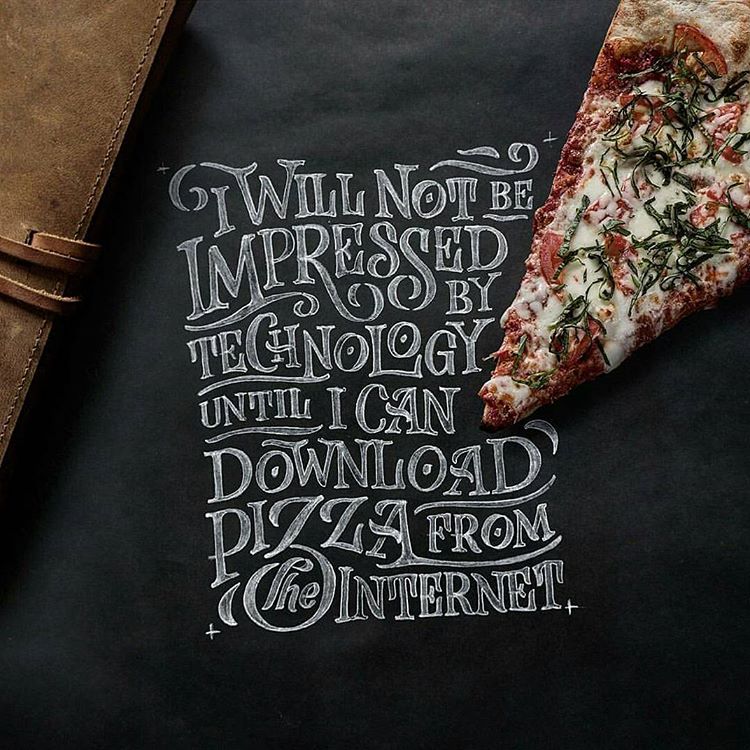 I WILL NOT BE
IMPRESSED
BY
TECHNOLOGY
UNTIL I CAN
DOWNLOAD
PIZZA FROM
The INTERNET